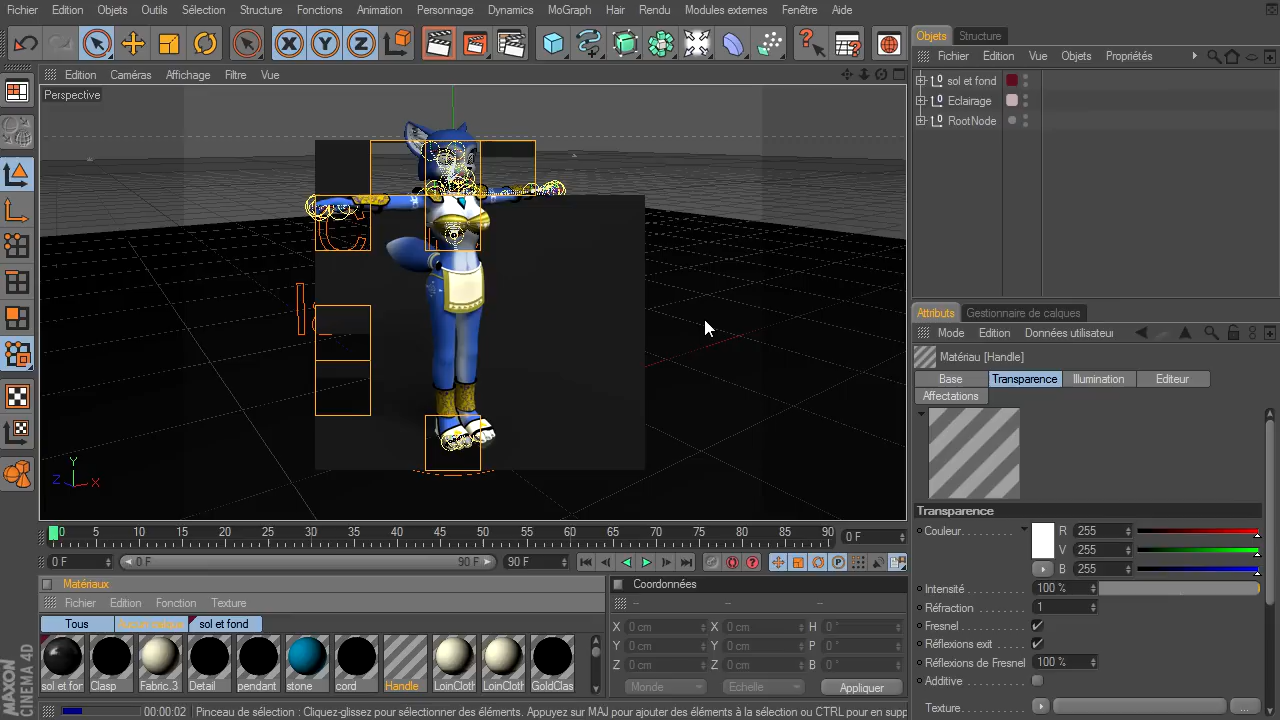 Fichier Edition Objets Outils Sélection Structure Fonctions Animation Personnage Dynamics MoGraph Hair Rendu Modules externes Fenêtre Aide
Edition Caméras Affichage Filtre Vue
Perspective
Objets Structure
Fichier Edition Vue Objets Propriétés
sol et fond
Eclairage
RootNode
Attributs Gestionnaire de calques
Mode Edition Données utilisateur
Matériau [Handle]
Base Transparence Illumination Editeur
Affectations
Transparence
Couleur R 255
V 255
B 255
Intensité 100 %
Réfraction 1
Fresnel
Réflexions exit
Réflexions de Fresnel 100 %
Additive
Texture
Y
Z X
0 5 10 15 20 25 30 35 40 45 50 55 60 65 70 75 80 85 90 0 F
0 F 0 F 90 F 90 F
Matériaux
Fichier Edition Fonction Texture
Tous Aucun calque sol et fond
sol et fon Clasp Fabric.3 Detail pendant stone cord Handle LoinCloth LoinCloth GoldClas
Coordonnées
-- -- --
X 0 cm X 0 cm H 0 °
Y 0 cm Y 0 cm P 0 °
Z 0 cm Z 0 cm B 0 °
Monde Echelle Appliquer
MAXON
CINEMA 4D
00:00:02 Pinceau de sélection : Cliquez-glissez pour sélectionner des éléments. Appuyez sur MAJ pour ajouter des éléments à la sélection ou CTRL pour en supp